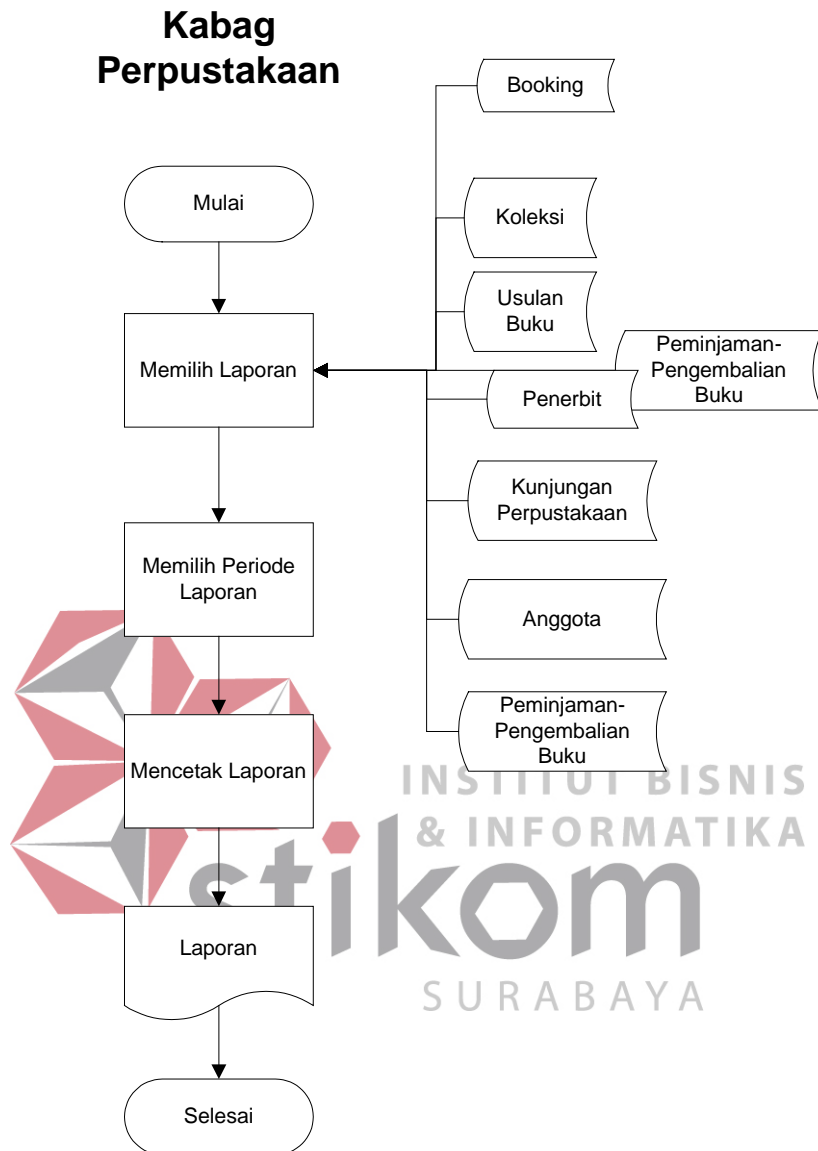 Kabag
Perpustakaan
Booking
Mulai
Koleksi
Usulan
Buku
Peminjaman-
Pengembalian
Buku
Memilih Laporan
Penerbit
Kunjungan
Perpustakaan
Memilih Periode
Laporan
Anggota
Peminjaman-
Pengembalian
Buku
Mencetak Laporan
INSTITUT BISNIS
& INFORMATIKA
stikom
SURABAYA
Laporan
Selesai